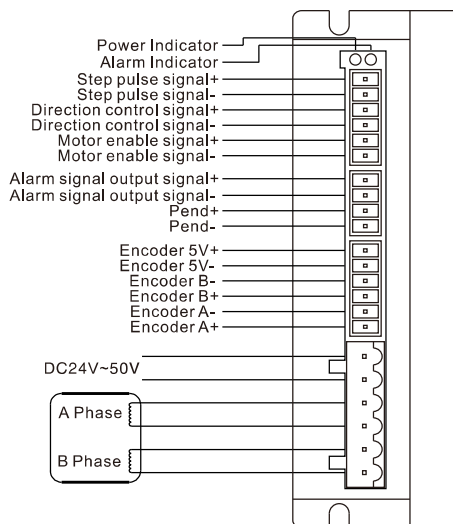 Power Indicator
Alarm Indicator
Step pulse signal+
Step pulse signal-
Direction control signal+
Direction control signal-
Motor enable signal+
Motor enable signal-
Alarm signal output signal+
Alarm signal output signal-
Pend+
Pend-
Encoder 5V+
Encoder 5V-
Encoder B-
Encoder B+
Encoder A-
Encoder A+
DC24V~50V
A Phase
B Phase